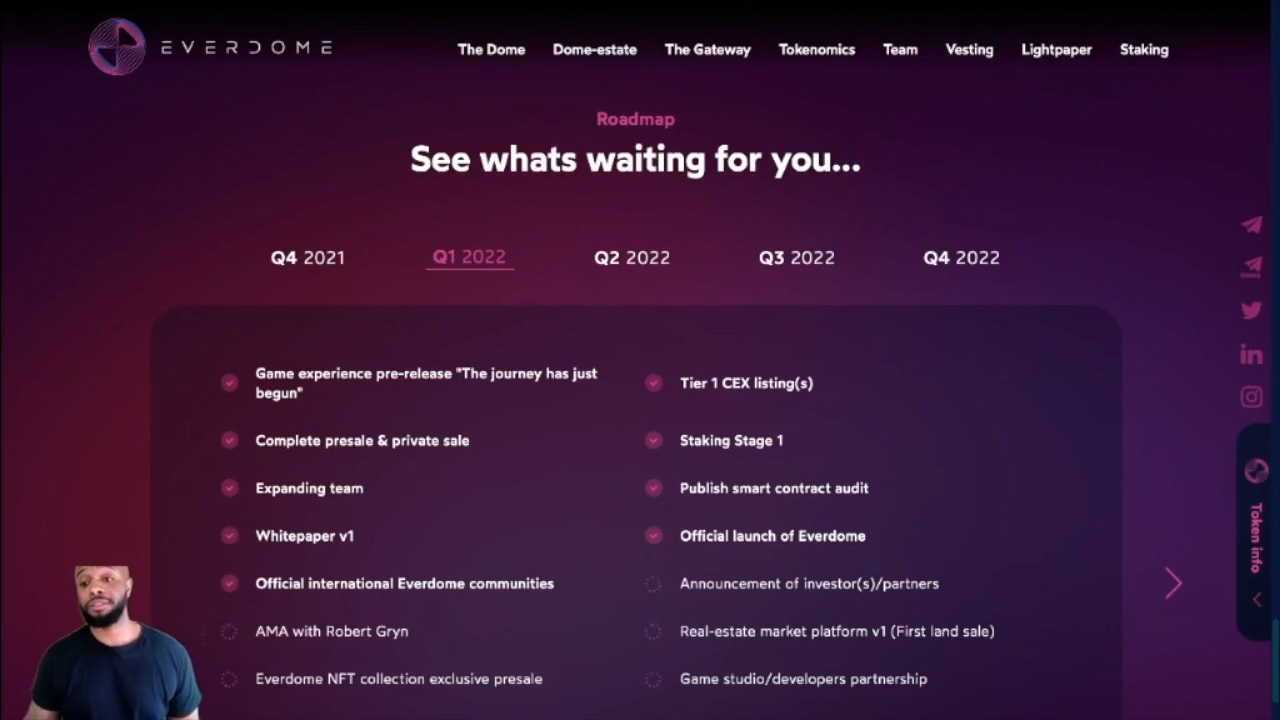 EVERDOME
The Dome
Dome-estate
The Gateway
Tokenomics
Team
Vesting
Lightpaper
Staking
Roadmap
See whats waiting for you...
Q4 2021
Q1 2022
Q2 2022
Q3 2022
Q4 2022
Game experience pre-release "The journey has just
begun"
Complete presale & private sale
Expanding team
Whitepaper v1
Official international Everdome communities
AMA with Robert Gryn
Everdome NFT collection exclusive presale
Tier 1 CEX listing(s)
Staking Stage 1
Publish smart contract audit
Official launch of Everdome
Announcement of investor(s)/partners
Real-estate market platform v1 (First land sale)
Game studio/developers partnership
news
in
Token info